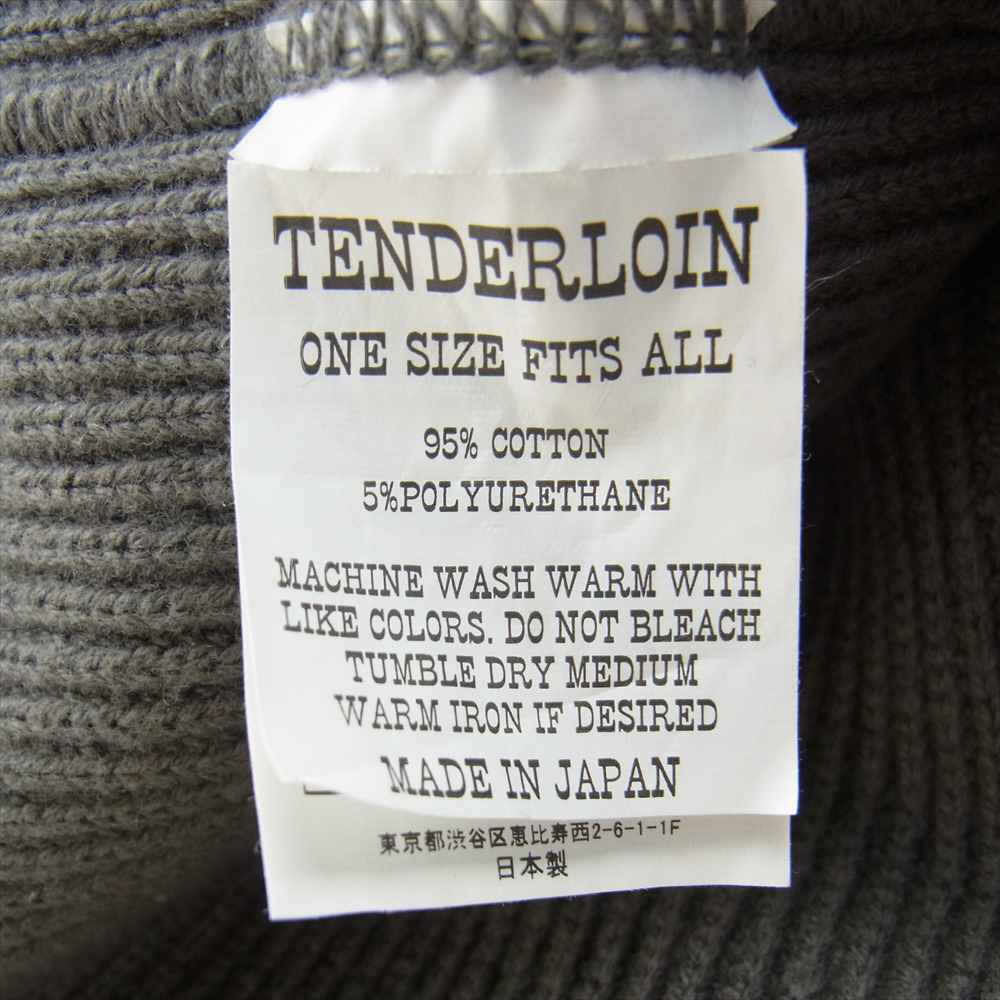 TENDERLOIN
ONE SIZE FITS ALL
95% COTTON
5%POLYURETHANE
MACHINE WASH WARM WITH
LIKE COLORS. DO NOT BLEACH
TUMBLE DRY MEDIUM
WARM IRON IF DESIRED
MADE IN JAPAN
東京都渋谷区恵比寿西2-6-1-1F
日本製